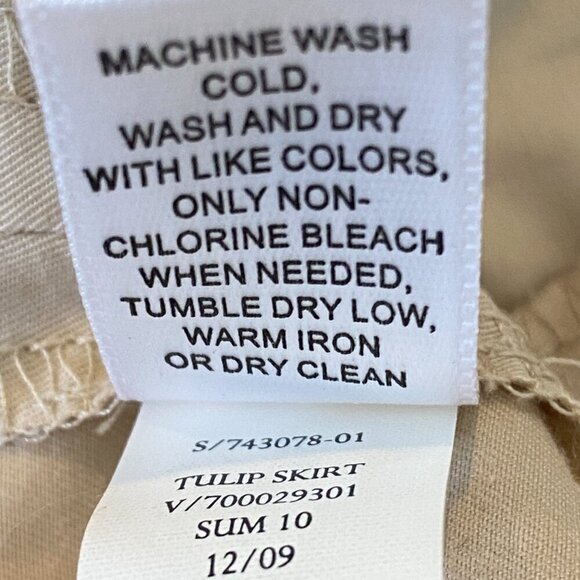 MACHINE WASH
COLD,
WASH AND DRY
WITH LIKE COLORS,
ONLY NON-
CHLORINE BLEACH
WHEN NEEDED,
TUMBLE DRY LOW,
WARM IRON
OR DRY CLEAN
S/743078-01
TULIP SKIRT
V/700029301
SUM 10
12/09